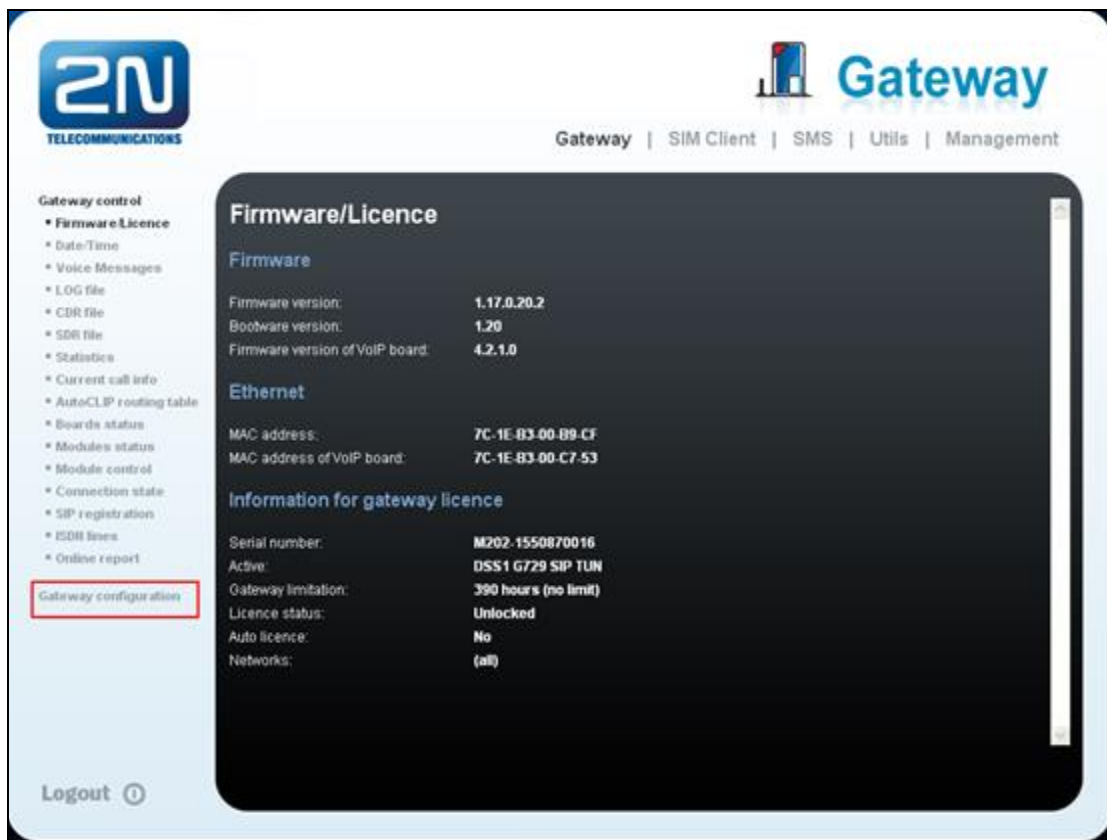 2N
TELECOMMUNICATIONS
Gateway
Gateway | SIM Client | SMS | Utils | Management
Gateway control
Firmware/Licence
Date/Time
Voice Messages
LOG file
CDR file
SDR file
Statistics
Current call info
AutoCLIP routing table
Boards status
Modules status
Module control
Connection state
SIP registration
ISDN lines
Online report
Gateway configuration
Logout
Firmware/Licence
Firmware
Firmware version: 1.17.0.20.2
Bootware version: 1.20
Firmware version of VoIP board: 4.2.1.0
Ethernet
MAC address: 7C-1E-B3-00-B9-CF
MAC address of VoIP board: 7C-1E-B3-00-C7-53
Information for gateway licence
Serial number: M202-1550870016
Active: DSS1 G729 SIP TUN
Gateway limitation: 390 hours (no limit)
Licence status: Unlocked
Auto licence: No
Networks: (all)